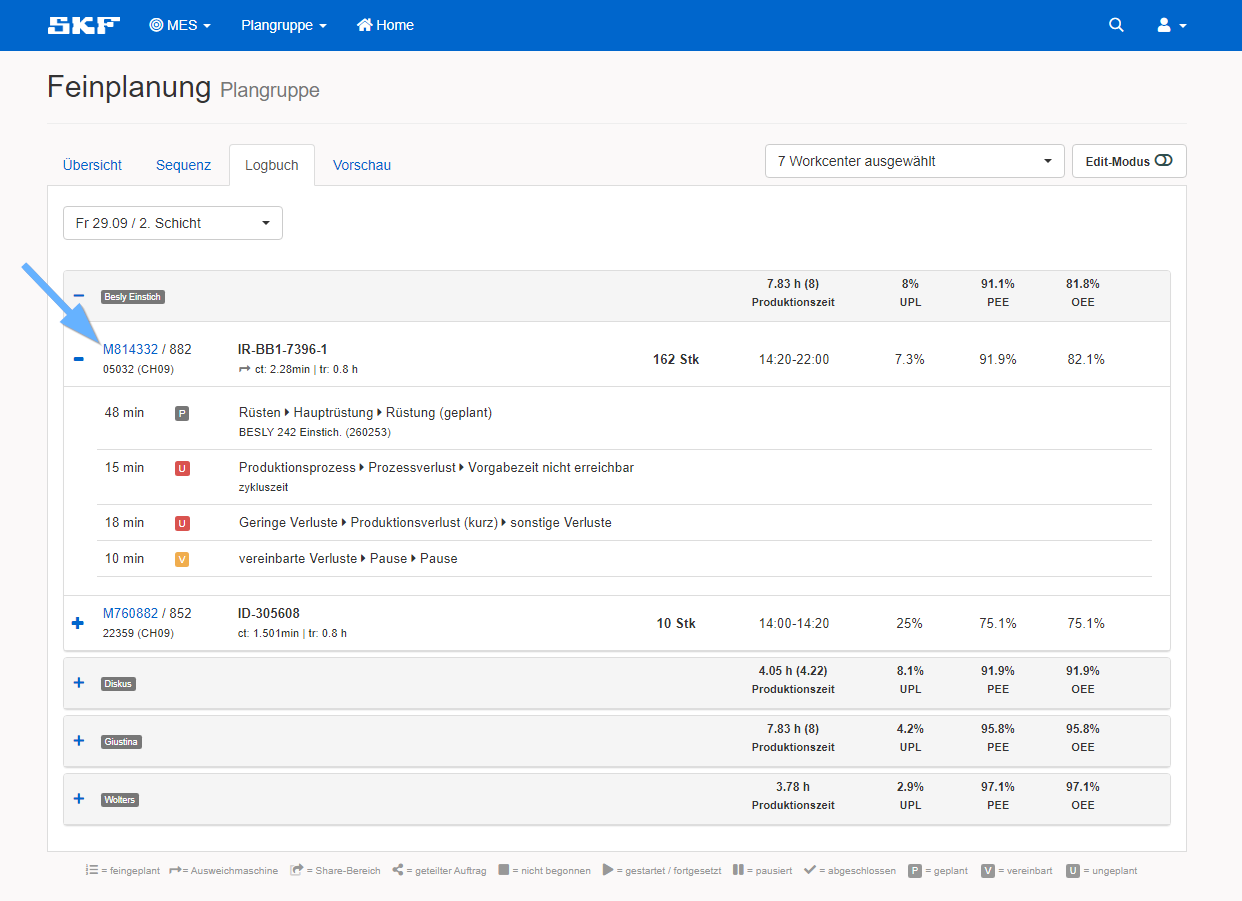 SKF MES Plangruppe Home
Feinplanung Plangruppe
Übersicht Sequenz Logbuch Vorschau 7 Workcenter ausgewählt Edit-Modus
Fr 29.09 / 2. Schicht
Besly Einstich 7.83 h (8) 8% 91.1% 81.8%
Produktionszeit UPL PEE OEE
M814332 / 882 IR-BB1-7396-1 162 Stk 14:20-22:00 7.3% 91.9% 82.1%
05032 (CH09) ct: 2.28min | tr: 0.8 h
48 min P Rüsten Hauptrüstung Rüstung (geplant)
BESLY 242 Einstich. (260253)
15 min U Produktionsprozess Prozessverlust Vorgabezeit nicht erreichbar
zykluszeit
18 min U Geringe Verluste Produktionsverlust (kurz) sonstige Verluste
10 min V vereinbarte Verluste Pause Pause
M760882 / 852 ID-305608 10 Stk 14:00-14:20 25% 75.1% 75.1%
22359 (CH09) ct: 1.501min | tr: 0.8 h
Diskus 4.05 h (4.22) 8.1% 91.9% 91.9%
Produktionszeit UPL PEE OEE
Giustina 7.83 h (8) 4.2% 95.8% 95.8%
Produktionszeit UPL PEE OEE
Wolters 3.78 h 2.9% 97.1% 97.1%
Produktionszeit UPL PEE OEE
= feingeplant = Ausweichmaschine = Share-Bereich = geteilter Auftrag = nicht begonnen = gestartet / fortgesetzt = pausiert = abgeschlossen P = geplant V = vereinbart U = ungeplant